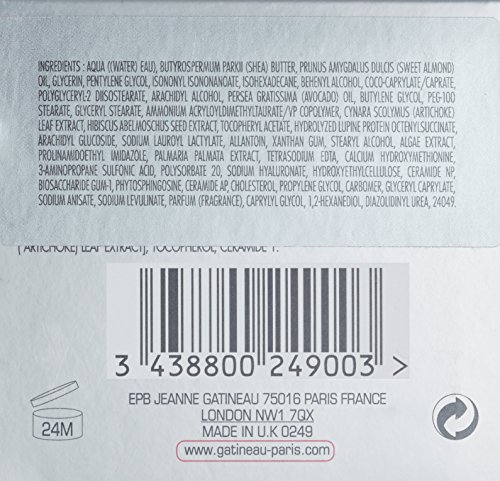 INGREDIENTS : AQUA ((WATER) EAU), BUTYROSPERMUM PARKII (SHEA) BUTTER, PRUNUS AMYGDALUS DULCIS (SWEET ALMOND)
OIL, GLYCERIN, PENTYLENE GLYCOL, ISONONYL ISONONANOATE, ISOHEXADECANE, BEHENYL ALCOHOL, COCO-CAPRYLATE/CAPRATE,
POLYGLYCERYL-2 DIISOSTEARATE, ARACHIDYL ALCOHOL, PERSEA GRATISSIMA (AVOCADO) OIL, BUTYLENE GLYCOL, PEG-100
STEARATE, GLYCERYL STEARATE, AMMONIUM ACRYLOYLDIMETHYLTAURATE/VP COPOLYMER, CYNARA SCOLYMUS (ARTICHOKE)
LEAF EXTRACT, HIBISCUS ABELMOSCHUS SEED EXTRACT, TOCOPHERYL ACETATE, HYDROLYZED LUPINE PROTEIN OCTENYLSUCCINATE,
ARACHIDYL GLUCOSIDE, SODIUM LAUROYL LACTYLATE, ALLANTOIN, XANTHAN GUM, STEARYL ALCOHOL, ALGAE EXTRACT,
PROLINAMIDOETHYL IMIDAZOLE, PALMARIA PALMATA EXTRACT, TETRASODIUM EDTA, CALCIUM HYDROXYMETHIONINE,
3-AMINOPROPANE SULFONIC ACID, POLYSORBATE 20, SODIUM HYALURONATE, HYDROXYETHYLCELLULOSE, CERAMIDE NP,
BIOSACCHARIDE GUM-1, PHYTOSPHINGOSINE, CERAMIDE AP, CHOLESTEROL, PROPYLENE GLYCOL, CARBOMER, GLYCERYL CAPRYLATE,
SODIUM ANISATE, SODIUM LEVULINATE, PARFUM (FRAGRANCE), CAPRYLYL GLYCOL, 1,2-HEXANEDIOL, DIAZOLIDINYL UREA, 24049.
(ARTICHOKE) LEAF EXTRACT], TOCOPHEROL, CERAMIDE 1.
3 438800 249003 >
EPB JEANNE GATINEAU 75016 PARIS FRANCE
LONDON NW1 7QX
MADE IN U.K 0249
www.gatineau-paris.com
24M